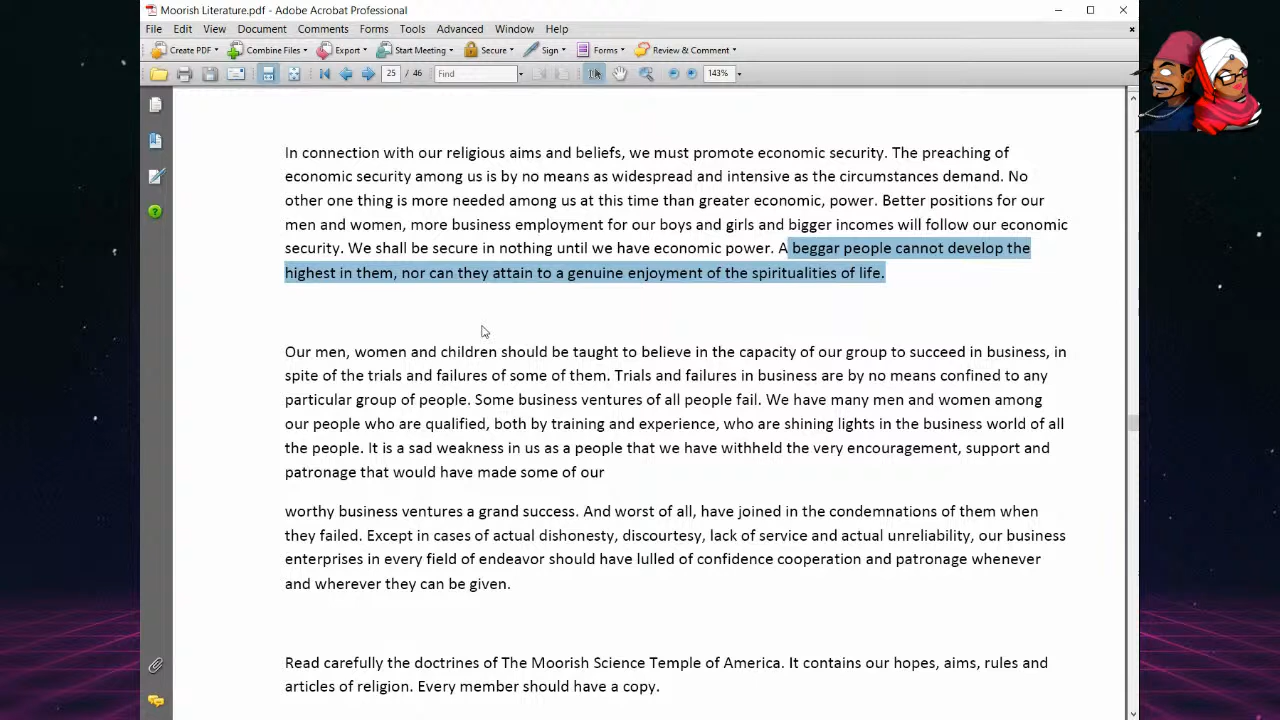 Moorish Literature.pdf - Adobe Acrobat Professional
File Edit View Document Comments Forms Tools Advanced Window Help
Create PDF Combine Files Export Start Meeting Secure Sign Forms Review & Comment
25 / 46 Find 143%
In connection with our religious aims and beliefs, we must promote economic security. The preaching of
economic security among us is by no means as widespread and intensive as the circumstances demand. No
other one thing is more needed among us at this time than greater economic, power. Better positions for our
men and women, more business employment for our boys and girls and bigger incomes will follow our economic
security. We shall be secure in nothing until we have economic power. A beggar people cannot develop the
highest in them, nor can they attain to a genuine enjoyment of the spiritualities of life.
Our men, women and children should be taught to believe in the capacity of our group to succeed in business, in
spite of the trials and failures of some of them. Trials and failures in business are by no means confined to any
particular group of people. Some business ventures of all people fail. We have many men and women among
our people who are qualified, both by training and experience, who are shining lights in the business world of all
the people. It is a sad weakness in us as a people that we have withheld the very encouragement, support and
patronage that would have made some of our
worthy business ventures a grand success. And worst of all, have joined in the condemnations of them when
they failed. Except in cases of actual dishonesty, discourtesy, lack of service and actual unreliability, our business
enterprises in every field of endeavor should have lulled of confidence cooperation and patronage whenever
and wherever they can be given.
Read carefully the doctrines of The Moorish Science Temple of America. It contains our hopes, aims, rules and
articles of religion. Every member should have a copy.